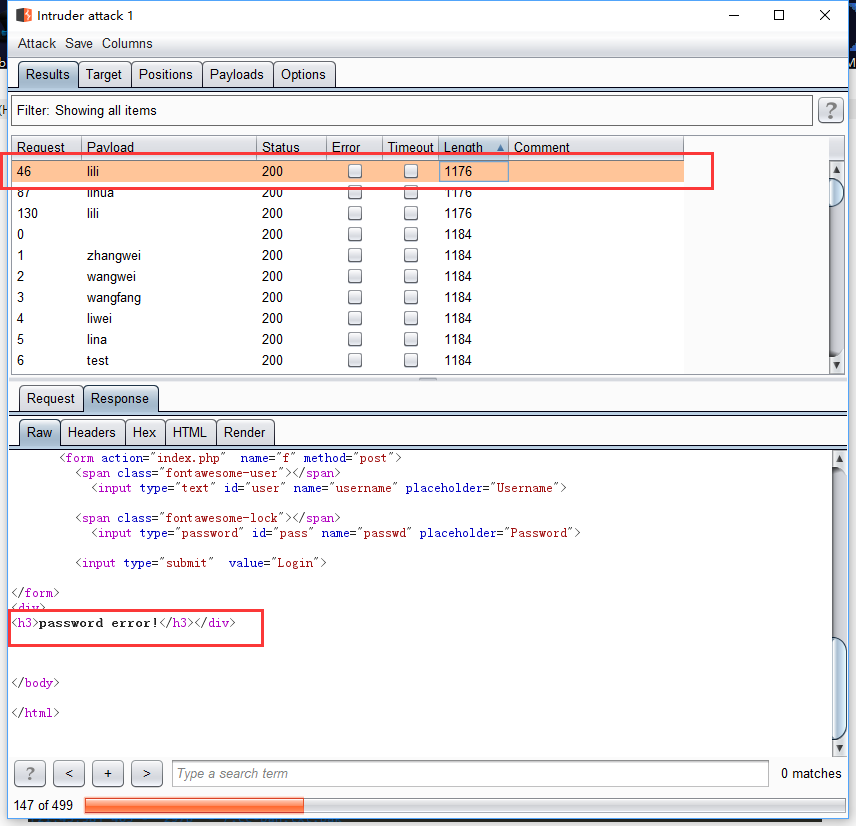 Intruder attack 1
Attack Save Columns
Results Target Positions Payloads Options
Filter: Showing all items
?
Request Payload Status Error Timeout Length Comment
46 lili 200 1176
87 lihua 200 1176
130 lili 200 1176
0 200 1184
1 zhangwei 200 1184
2 wangwei 200 1184
3 wangfang 200 1184
4 liwei 200 1184
5 lina 200 1184
6 test 200 1184
Request Response
Raw Headers Hex HTML Render
<form action="index.php" name="f" method="post">
<span class="fontawesome-user"></span>
<input type="text" id="user" name="username" placeholder="Username">
<span class="fontawesome-lock"></span>
<input type="password" id="pass" name="passwd" placeholder="Password">
<input type="submit" value="Login">
</form>
<div>
<h3>password error!</h3></div>
</body>
</html>
? < + > Type a search term 0 matches
147 of 499